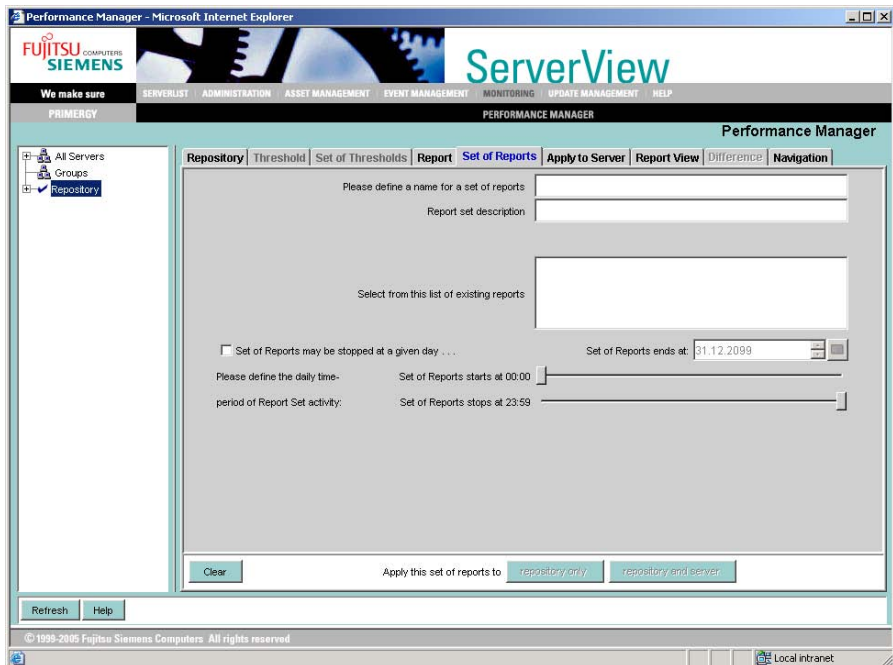 Performance Manager - Microsoft Internet Explorer
FUJITSU COMPUTERS
SIEMENS
ServerView
We make sure
SERVERLIST | ADMINISTRATION | ASSET MANAGEMENT | EVENT MANAGEMENT | MONITORING | UPDATE MANAGEMENT | HELP
PRIMERGY
PERFORMANCE MANAGER
Performance Manager
All Servers
Groups
Repository
Repository Threshold Set of Thresholds Report Set of Reports Apply to Server Report View Difference Navigation
Please define a name for a set of reports
Report set description
Select from this list of existing reports
Set of Reports may be stopped at a given day . . .
Set of Reports ends at: 31.12.2099
Please define the daily time-
Set of Reports starts at 00:00
period of Report Set activity:
Set of Reports stops at 23:59
Clear
Apply this set of reports to
repository only
repository and server
Refresh
Help
© 1998-2005 Fujitsu Siemens Computers All rights reserved
Local intranet